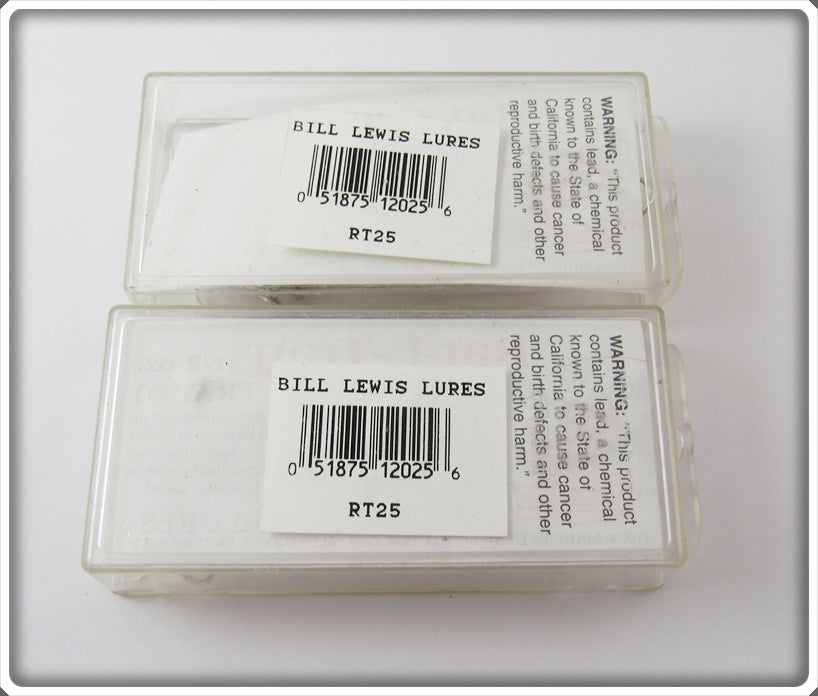 BILL LEWIS LURES
0 51875 12025 6
RT25
WARNING: "This product
contains lead, a chemical
known to the State of
California to cause cancer
and birth defects and other
reproductive harm."
BILL LEWIS LURES
0 51875 12025 6
RT25
WARNING: "This product
contains lead, a chemical
known to the State of
California to cause cancer
and birth defects and other
reproductive harm."
1/2 OZ.